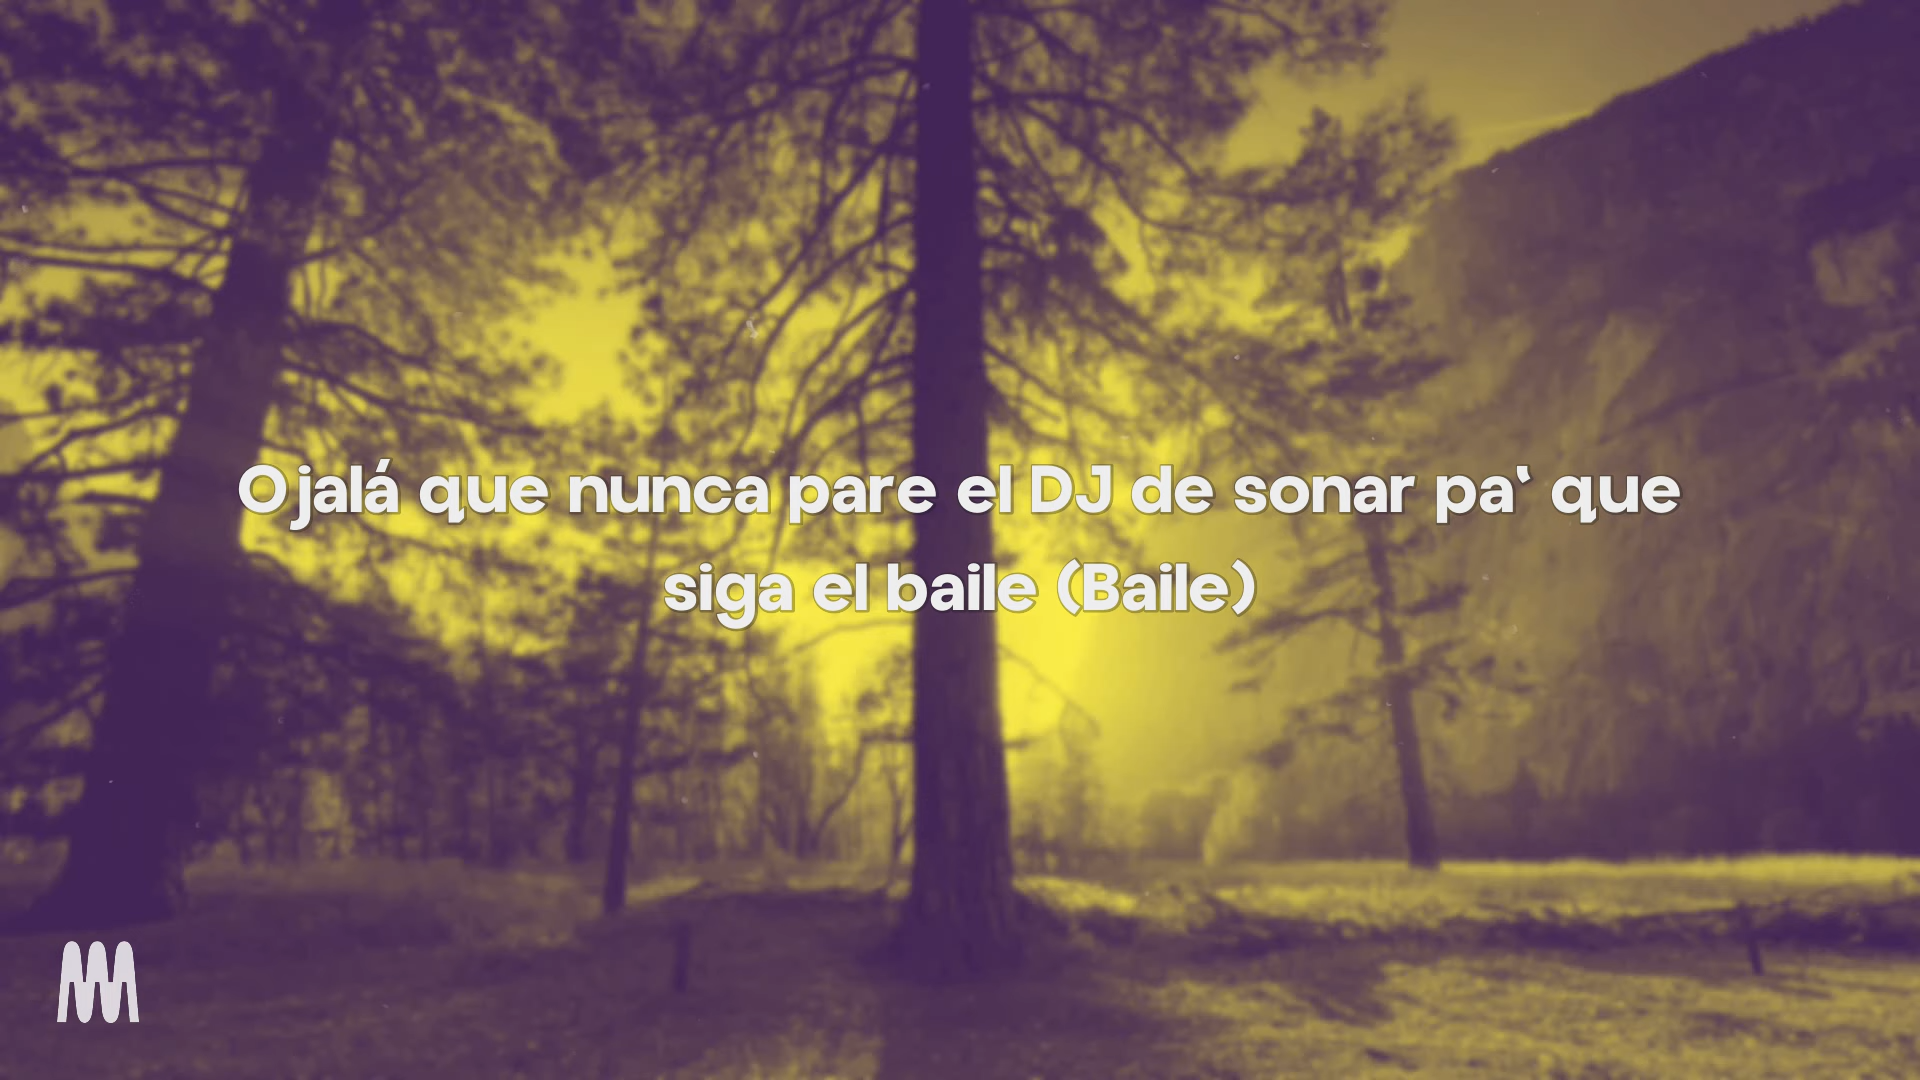 Ojalá que nunca pare el DJ de sonar pa‛ que
siga el baile (Baile)